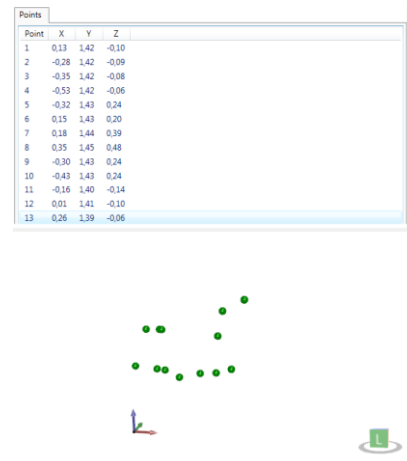 Points
Point X Y Z
1 0,13 1,42 -0,10
2 -0,28 1,42 -0,09
3 -0,35 1,42 -0,08
4 -0,53 1,42 -0,06
5 -0,32 1,43 0,24
6 0,15 1,43 0,20
7 0,18 1,44 0,39
8 0,35 1,45 0,48
9 -0,30 1,43 0,24
10 -0,43 1,43 0,24
11 -0,16 1,40 -0,14
12 0,01 1,41 -0,10
13 0,26 1,39 -0,06
L